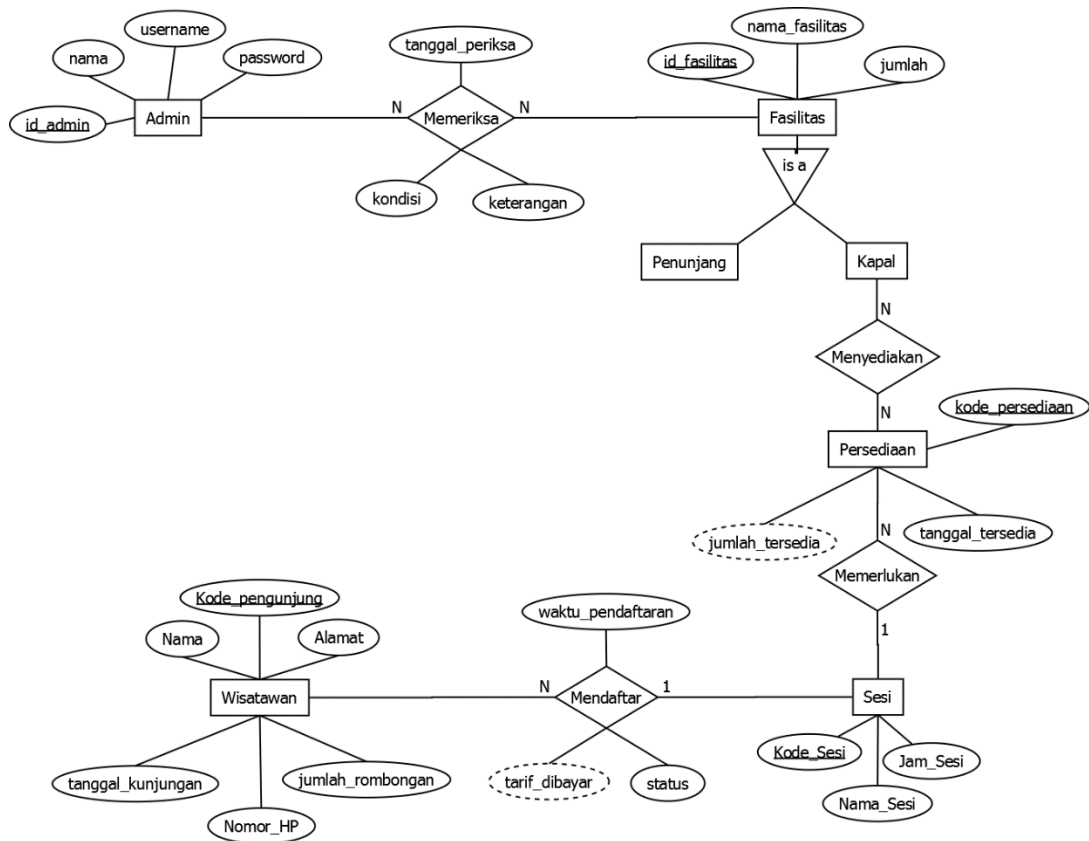 username
nama
password
id_admin
Admin
tanggal_periksa
N
Memeriksa
N
kondisi
keterangan
nama_fasilitas
id_fasilitas
jumlah
Fasilitas
is a
Penunjang
Kapal
N
Menyediakan
N
kode_persediaan
Persediaan
jumlah_tersedia
N
tanggal_tersedia
Memerlukan
1
Kode_pengunjung
Nama
Alamat
Wisatawan
tanggal_kunjungan
jumlah_rombongan
Nomor_HP
waktu_pendaftaran
N
Mendaftar
1
tarif_dibayar
status
Sesi
Kode_Sesi
Jam_Sesi
Nama_Sesi